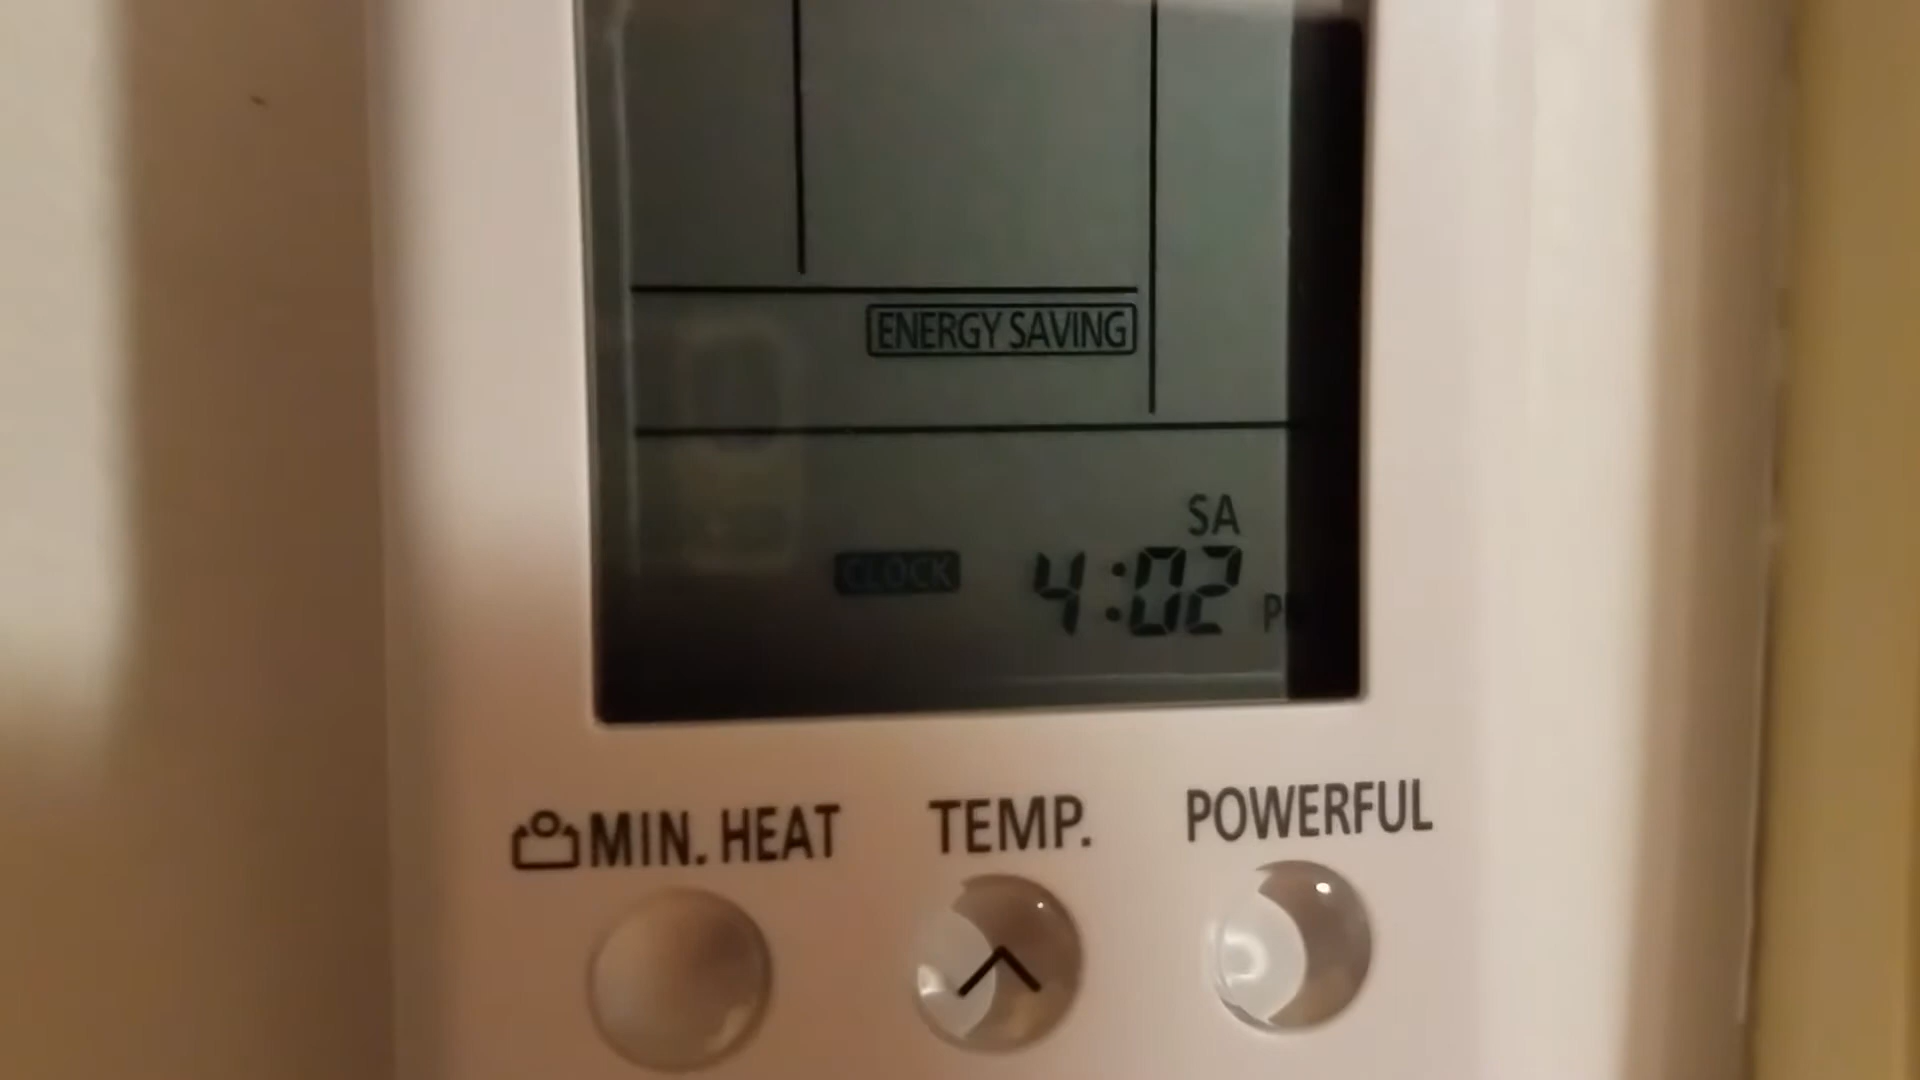 ENERGY SAVING
SA
CLOCK 4:02 P
MIN. HEAT TEMP. POWERFUL